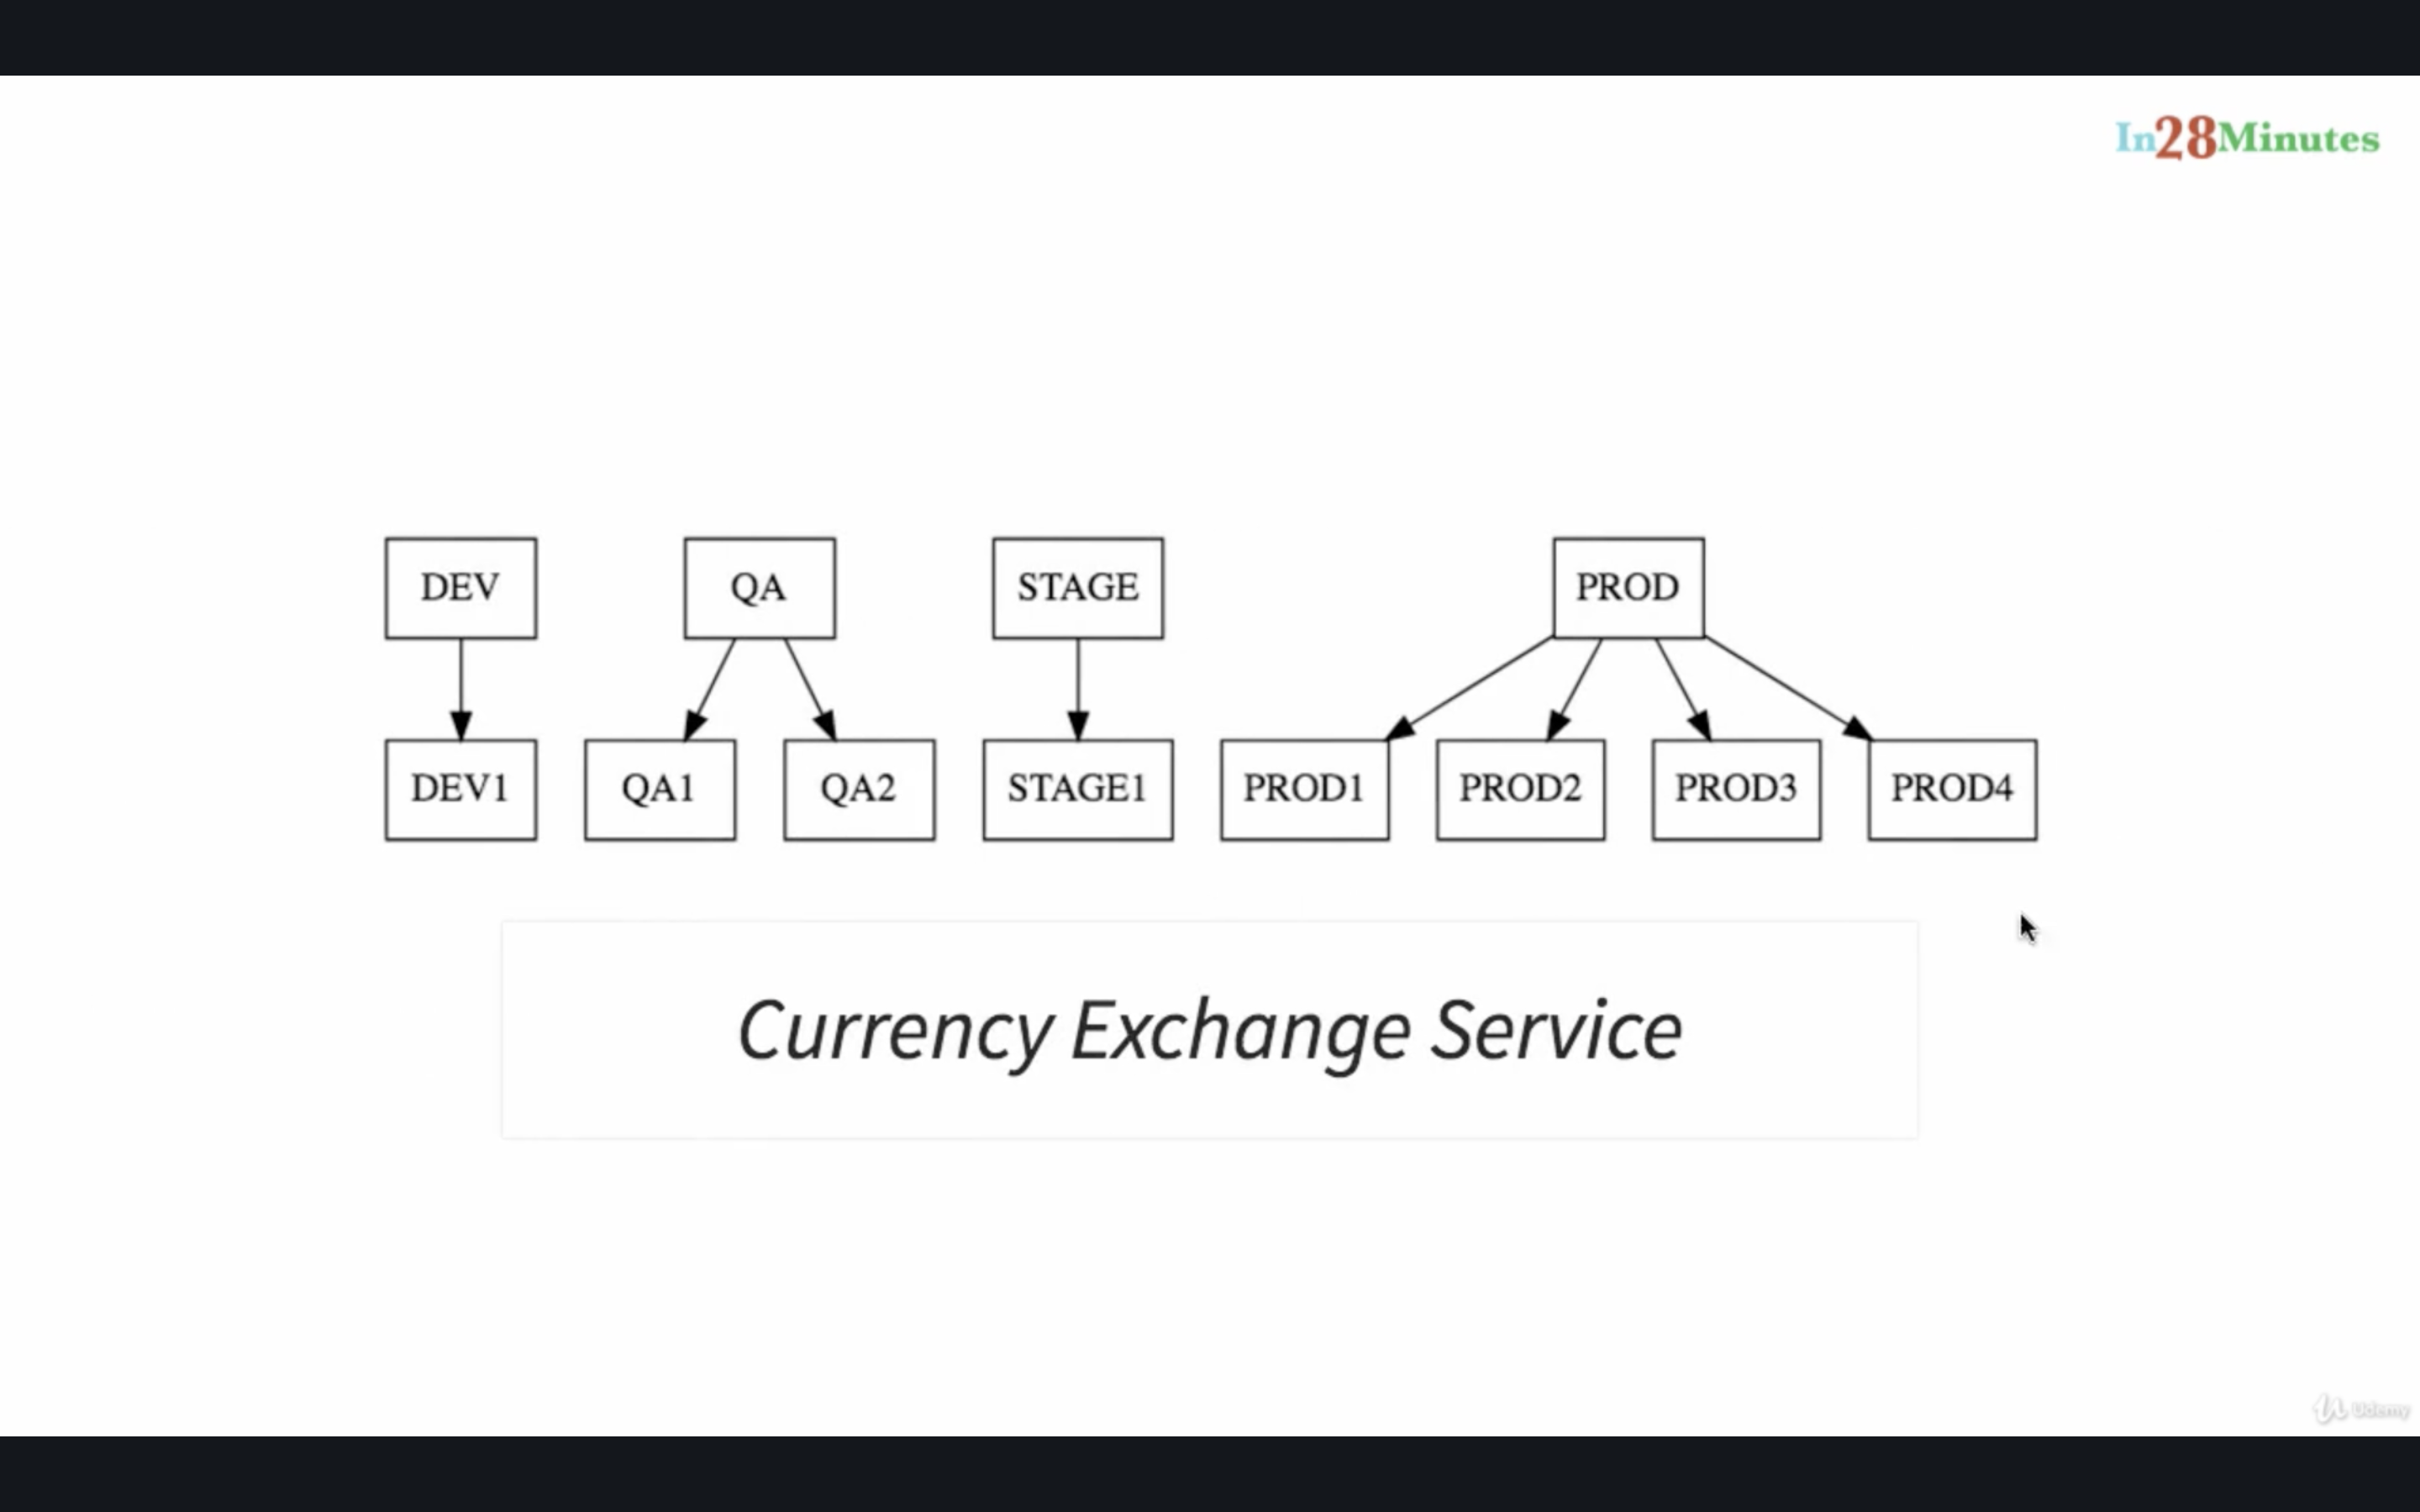 In28Minutes
DEV QA STAGE PROD
DEV1 QA1 QA2 STAGE1 PROD1 PROD2 PROD3 PROD4
Currency Exchange Service
Udemy